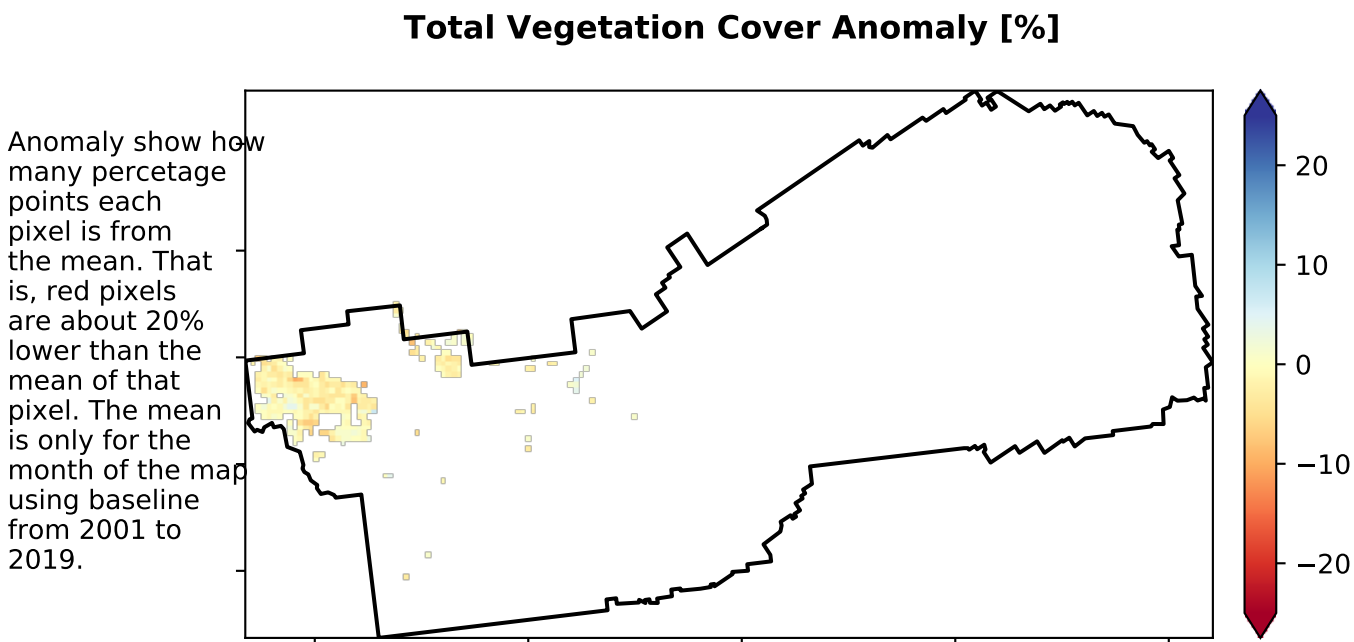 Total Vegetation Cover Anomaly [%]
Anomaly show how
many percetage
points each
pixel is from
the mean. That
is, red pixels
are about 20%
lower than the
mean of that
pixel. The mean
is only for the
month of the map
using baseline
from 2001 to
2019.
20
10
0
−10
−20